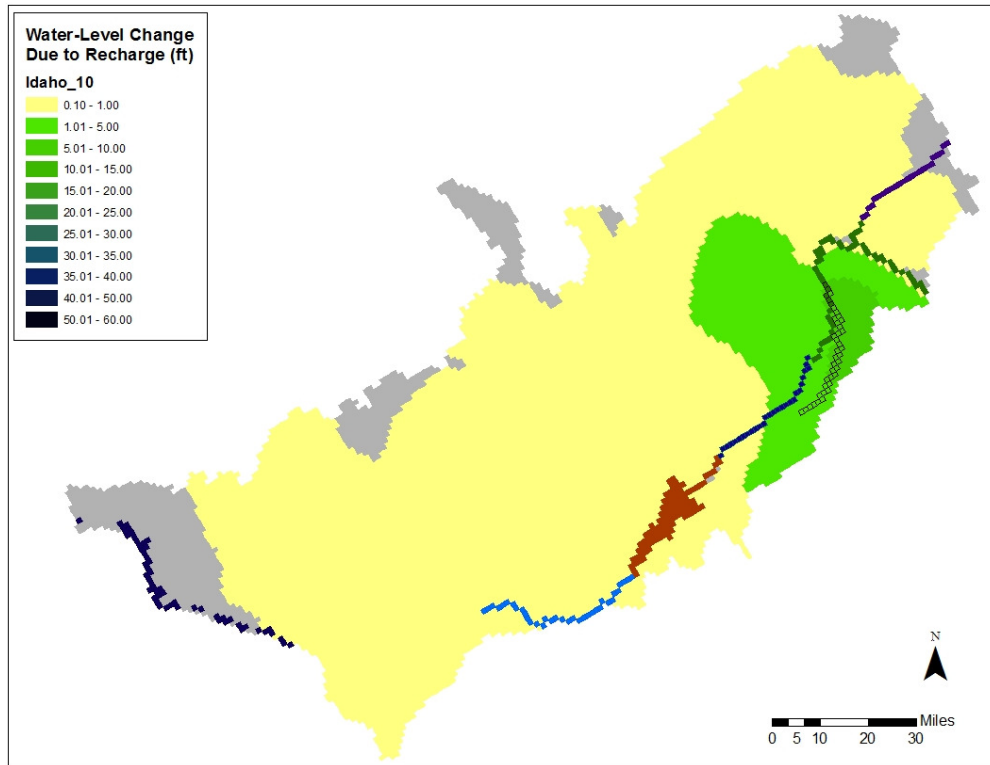 Water-Level Change
Due to Recharge (ft)
Idaho_10
0.10 - 1.00
1.01 - 5.00
5.01 - 10.00
10.01 - 15.00
15.01 - 20.00
20.01 - 25.00
25.01 - 30.00
30.01 - 35.00
35.01 - 40.00
40.01 - 50.00
50.01 - 60.00
N
Miles
0 5 10 20 30